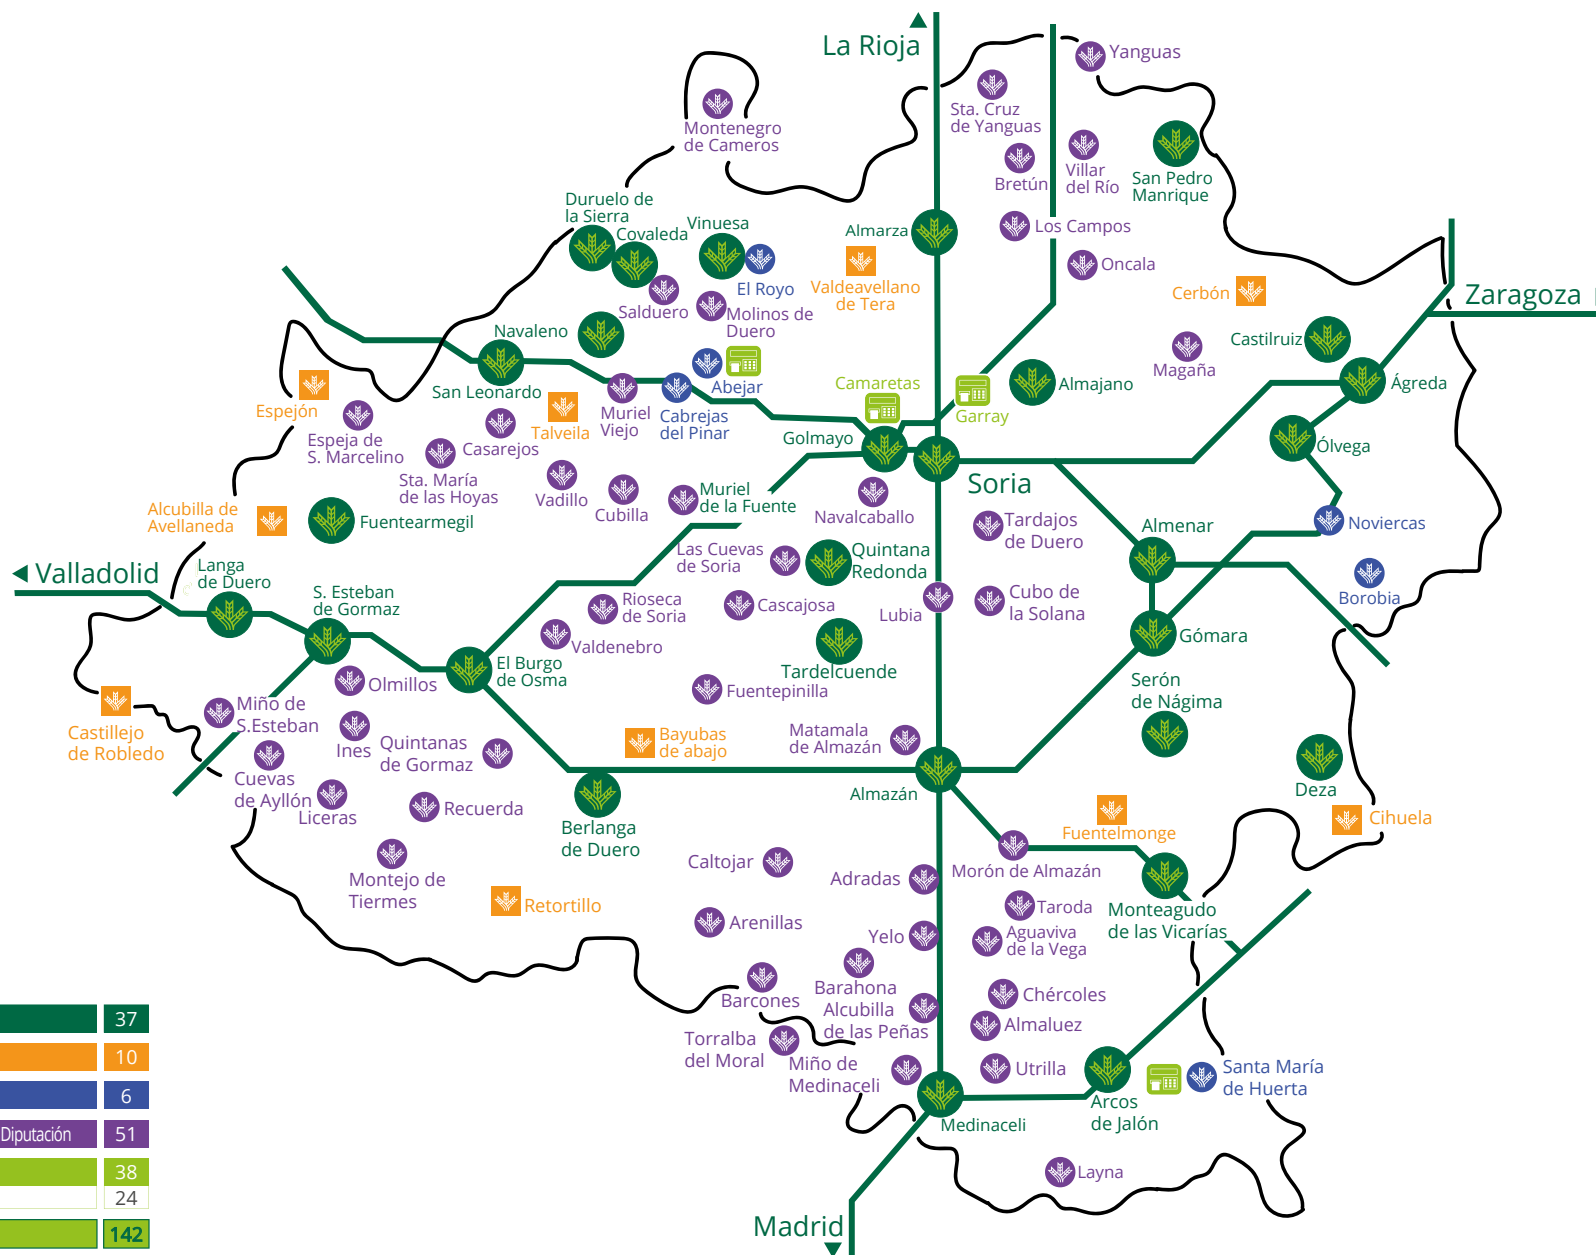 La Rioja
Yanguas
Sta. Cruz
de Yanguas
Montenegro
de Cameros
Bretún
Villar
del Río
San Pedro
Manrique
Duruelo de
la Sierra
Covaleda
Vinuesa
Almarza
Los Campos
Oncala
El Royo
Valdeavellano
de Tera
Cerbón
Zaragoza
Salduero
Molinos de
Duero
Navaleno
Castilruiz
Magaña
San Leonardo
Abejar
Camaretas
Garray
Almajano
Ágreda
Espejón
Talveila
Muriel
Viejo
Cabrejas
del Pinar
Golmayo
Ólvega
Espeja de
S. Marcelino
Casarejos
Sta. María
de las Hoyas
Vadillo
Cubilla
Muriel
de la Fuente
Soria
Navalcaballo
Alcubilla de
Avellaneda
Fuentearmegil
Tardajos
de Duero
Almenar
Noviercas
Valladolid
Langa
de Duero
S. Esteban
de Gormaz
Las Cuevas
de Soria
Quintana
Redonda
Rioseca
de Soria
Cascajosa
Lubia
Cubo de
la Solana
Borobia
Valdenebro
Gómara
El Burgo
de Osma
Tardelcuende
Olmillos
Fuentepinilla
Serón
de Nágima
Castillejo
de Robledo
Miño de
S.Esteban
Ines
Quintanas
de Gormaz
Bayubas
de abajo
Matamala
de Almazán
Cuevas
de Ayllón
Liceras
Recuerda
Almazán
Deza
Berlanga
de Duero
Fuentelmonge
Cihuela
Montejo de
Tiermes
Caltojar
Adradas
Morón de Almazán
Retortillo
Arenillas
Taroda
Monteagudo
de las Vicarías
Yelo
Aguaviva
de la Vega
Barcones
Barahona
Alcubilla
de las Peñas
Chércoles
Almaluez
Torralba
del Moral
Miño de
Medinaceli
Utrilla
Santa María
de Huerta
Arcos
de Jalón
Medinaceli
Layna
Madrid
37
10
6
Diputación 51
38
24
142